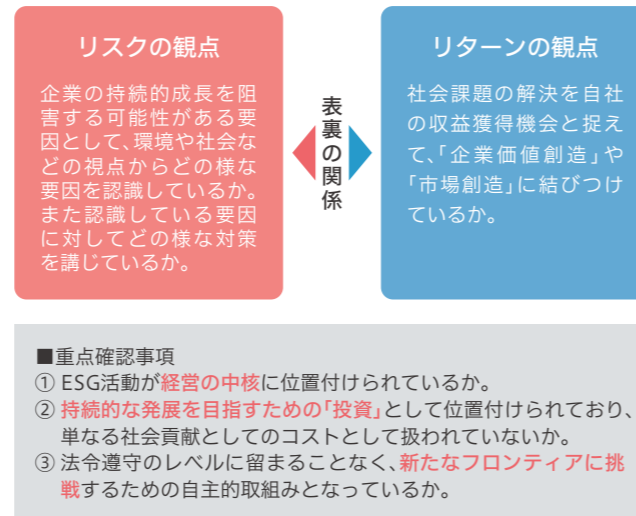 リスクの観点
企業の持続的成長を阻
害する可能性がある要
因として、環境や社会な
どの視点からどの様な
要因を認識しているか。
また認識している要因
に対してどの様な対策
を講じているか。
表裏の関係
リターンの観点
社会課題の解決を自社
の収益獲得機会と捉え
て、「企業価値創造」や
「市場創造」に結びつけ
ているか。
■重点確認事項
① ESG活動が経営の中核に位置付けられているか。
② 持続的な発展を目指すための「投資」として位置付けられており、
単なる社会貢献としてのコストとして扱われていないか。
③ 法令遵守のレベルに留まることなく、新たなフロンティアに挑
戦するための自主的取組みとなっているか。